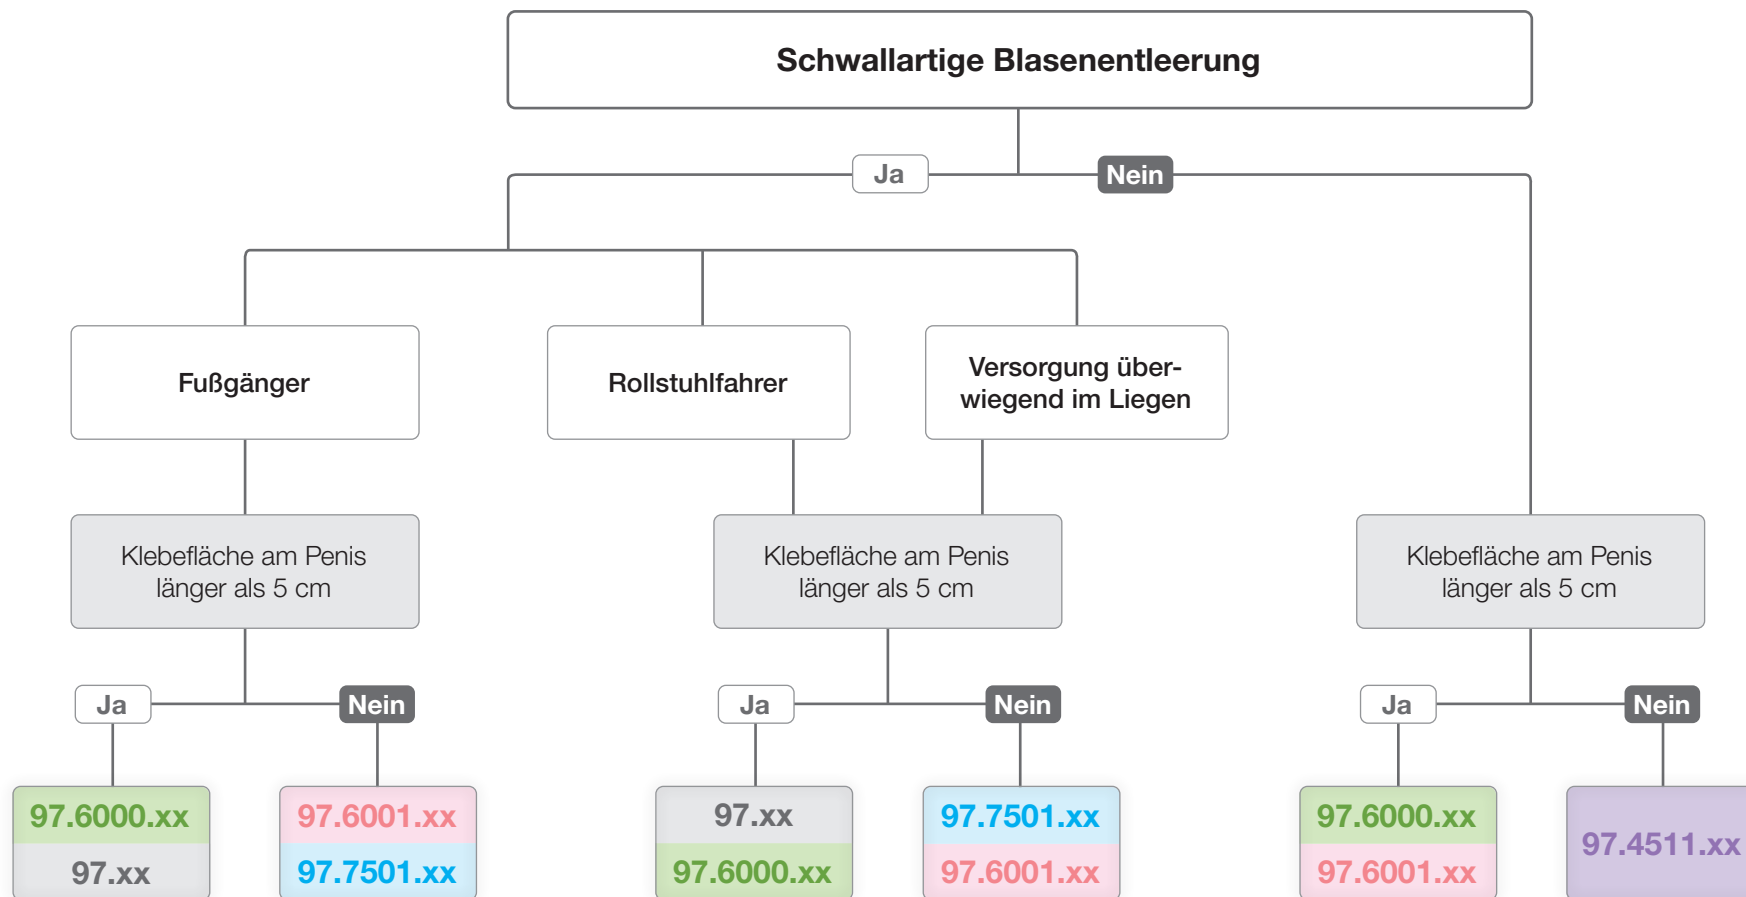 Schwallartige Blasenentleerung
Ja
Nein
Fußgänger
Rollstuhlfahrer
Versorgung über-
wiegend im Liegen
Klebefläche am Penis
länger als 5 cm
Klebefläche am Penis
länger als 5 cm
Klebefläche am Penis
länger als 5 cm
Ja
Nein
Ja
Nein
Ja
Nein
97.6000.xx
97.xx
97.6001.xx
97.7501.xx
97.xx
97.6000.xx
97.7501.xx
97.6001.xx
97.6000.xx
97.6001.xx
97.4511.xx